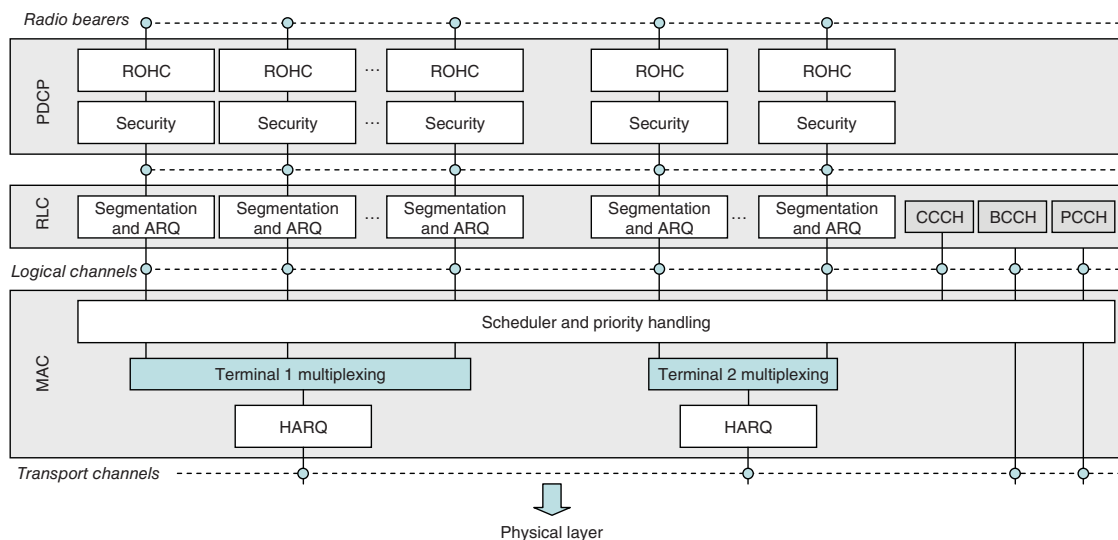 Radio bearers
PDCP
ROHC ROHC ... ROHC ROHC ROHC
Security Security ... Security Security Security
RLC
Segmentation and ARQ
Segmentation and ARQ
...
Segmentation and ARQ
Segmentation and ARQ
...
Segmentation and ARQ
CCCH BCCH PCCH
Logical channels
MAC
Scheduler and priority handling
Terminal 1 multiplexing Terminal 2 multiplexing
HARQ HARQ
Transport channels
Physical layer